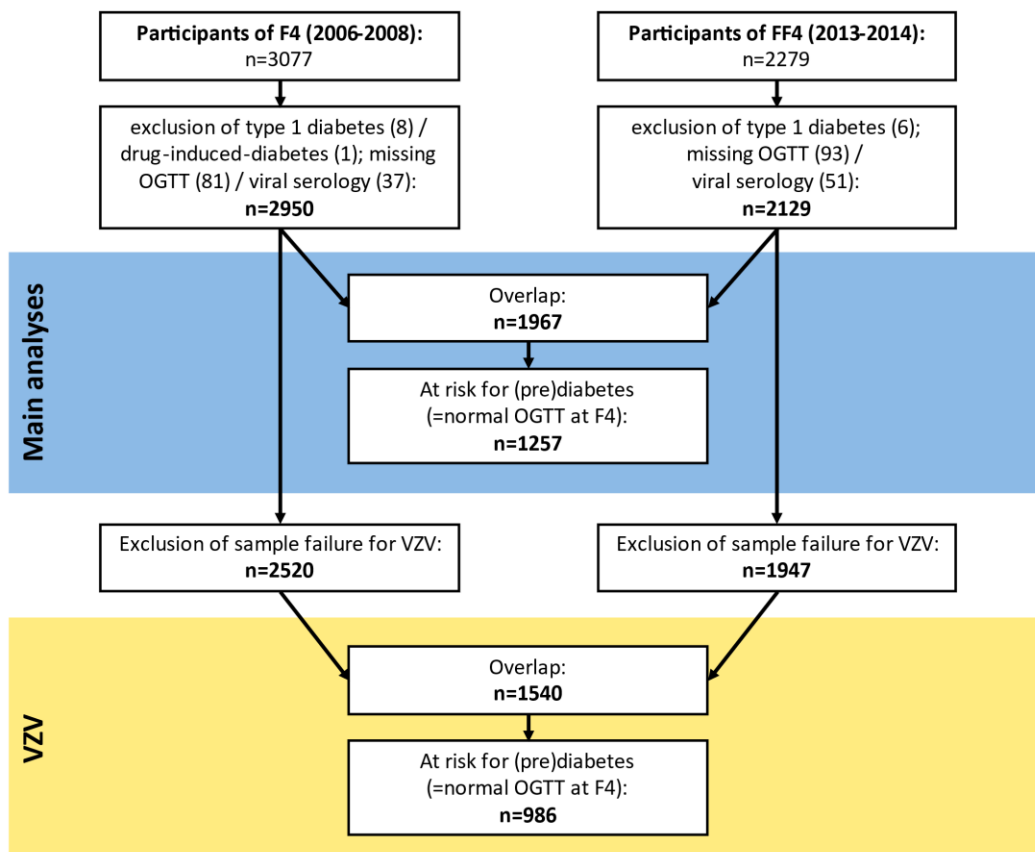 Participants of F4 (2006-2008):
n=3077
Participants of FF4 (2013-2014):
n=2279
exclusion of type 1 diabetes (8) /
drug-induced-diabetes (1); missing
OGTT (81) / viral serology (37):
n=2950
exclusion of type 1 diabetes (6);
missing OGTT (93) /
viral serology (51):
n=2129
Main analyses
Overlap:
n=1967
At risk for (pre)diabetes
(=normal OGTT at F4):
n=1257
Exclusion of sample failure for VZV:
n=2520
Exclusion of sample failure for VZV:
n=1947
VZV
Overlap:
n=1540
At risk for (pre)diabetes
(=normal OGTT at F4):
n=986